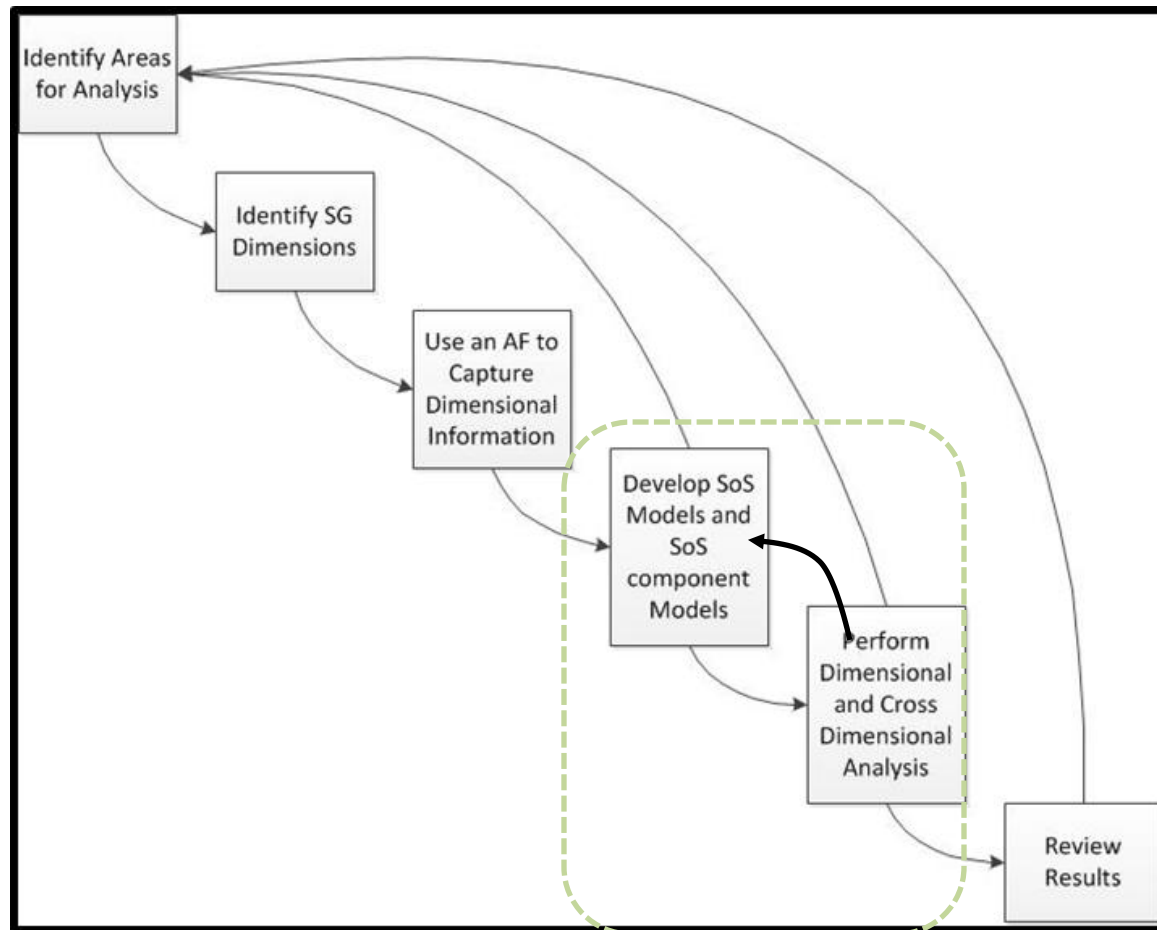 Identify Areas
for Analysis
Identify SG
Dimensions
Use an AF to
Capture
Dimensional
Information
Develop SoS
Models and
SoS
component
Models
Perform
Dimensional
and Cross
Dimensional
Analysis
Review
Results